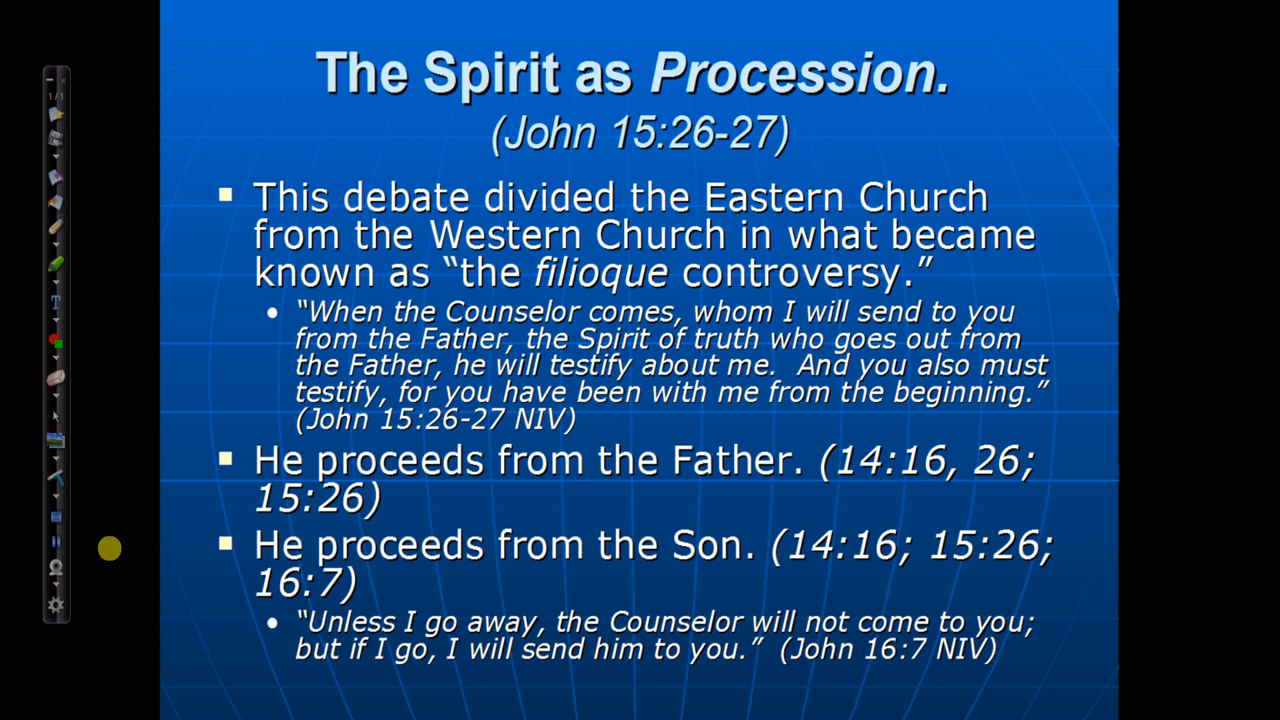 The Spirit as Procession.
(John 15:26-27)
This debate divided the Eastern Church
from the Western Church in what became
known as “the filioque controversy.”
“When the Counselor comes, whom I will send to you
from the Father, the Spirit of truth who goes out from
the Father, he will testify about me.  And you also must
testify, for you have been with me from the beginning.”
(John 15:26-27 NIV)
He proceeds from the Father. (14:16, 26;
15:26)
He proceeds from the Son. (14:16; 15:26;
16:7)
“Unless I go away, the Counselor will not come to you;
but if I go, I will send him to you.”  (John 16:7 NIV)
1/1
T